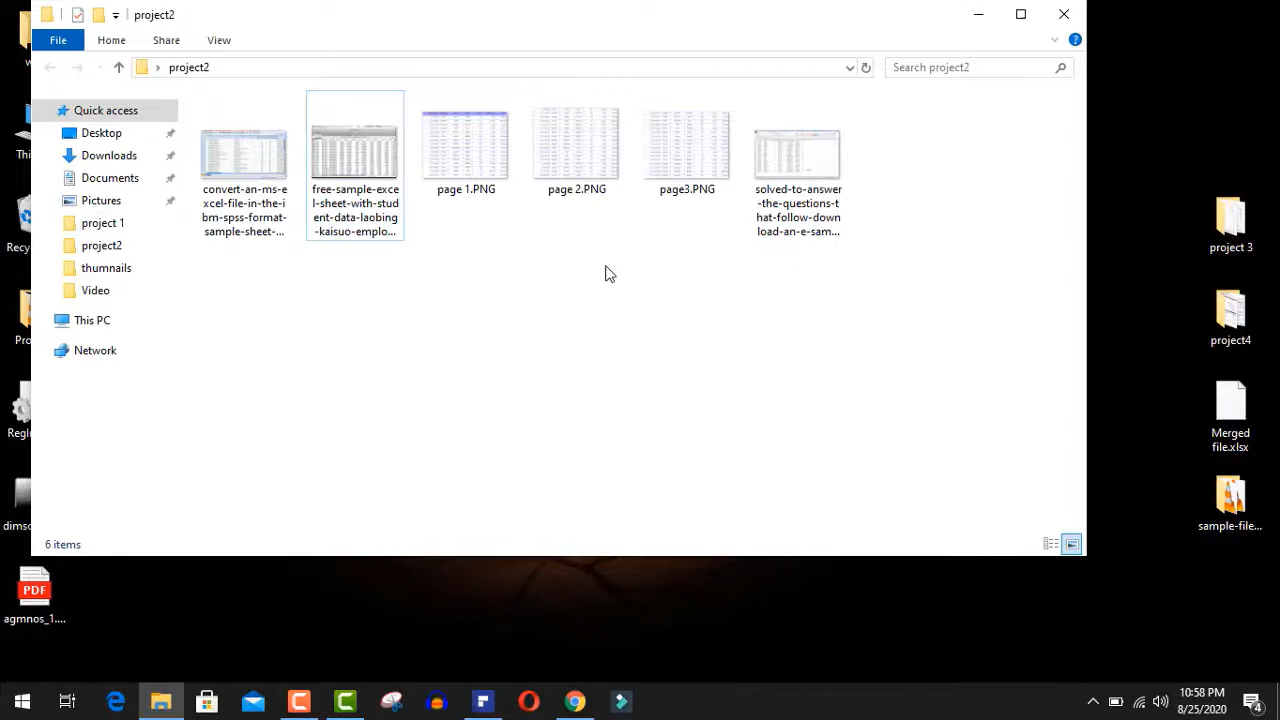 project2
File Home Share View
project2
Search project2
Quick access
Desktop
Downloads
Documents
Pictures
project 1
project2
thumnails
Video
This PC
Network
convert-an-ms-e
xcel-file-in-the-i
bm-spss-format-
sample-sheet-...
free-sample-exce
l-sheet-with-stud
ent-data-laobing
-kaisuo-emplo...
page 1.PNG
page 2.PNG
page3.PNG
solved-to-answer
-the-questions-t
hat-follow-down
load-an-e-sam...
6 items
project 3
project4
Merged
file.xlsx
sample-file...
PDF
agmnos_1....
10:58 PM
8/25/2020
4